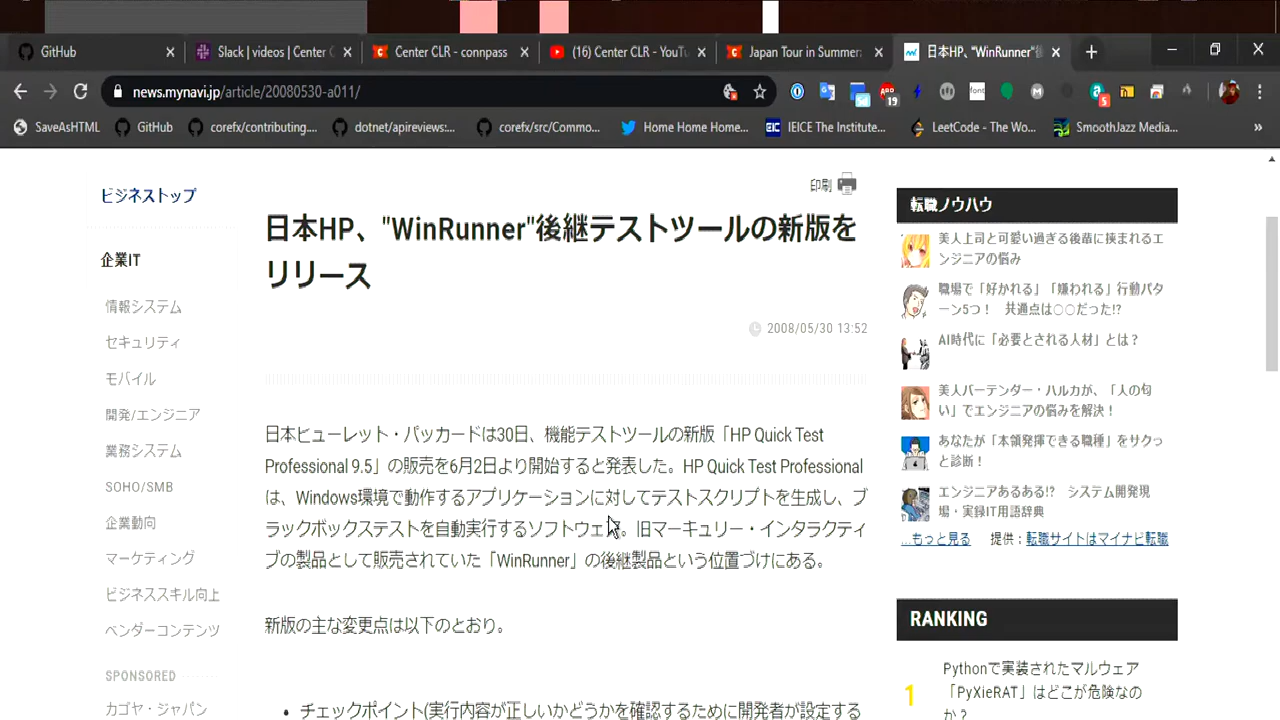 GitHub
Slack | videos | Center C
Center CLR - connpass
(16) Center CLR - YouTu
Japan Tour in Summer
日本HP、"WinRunner"後
news.mynavi.jp/article/20080530-a011/
SaveAsHTML
GitHub
corefx/contributing....
dotnet/apireviews:...
corefx/src/Commo...
Home Home Home...
IEICE The Institute...
LeetCode - The Wo...
SmoothJazz Media...
ビジネストップ
企業IT
情報システム
セキュリティ
モバイル
開発/エンジニア
業務システム
SOHO/SMB
企業動向
マーケティング
ビジネススキル向上
ベンダーコンテンツ
SPONSORED
カゴヤ・ジャパン
印刷
日本HP、"WinRunner"後継テストツールの新版を
リリース
2008/05/30 13:52
日本ヒューレット・パッカードは30日、機能テストツールの新版「HP Quick Test
Professional 9.5」の販売を6月2日より開始すると発表した。HP Quick Test Professional
は、Windows環境で動作するアプリケーションに対してテストスクリプトを生成し、ブ
ラックボックステストを自動実行するソフトウェア。旧マーキュリー・インタラクティ
ブの製品として販売されていた「WinRunner」の後継製品という位置づけにある。
新版の主な変更点は以下のとおり。
• チェックポイント(実行内容が正しいかどうかを確認するために開発者が設定する
転職ノウハウ
美人上司と可愛い過ぎる後輩に挟まれるエ
ンジニアの悩み
職場で「好かれる」「嫌われる」行動パタ
ーン5つ！ 共通点は○○だった!?
AI時代に「必要とされる人材」とは？
美人バーテンダー・ハルカが、「人の匂
い」でエンジニアの悩みを解決！
あなたが「本領発揮できる職種」をサクっ
と診断！
エンジニアあるある!? システム開発現
場・実録IT用語辞典
...もっと見る 提供：転職サイトはマイナビ転職
RANKING
1
Pythonで実装されたマルウェア
「PyXieRAT」はどこが危険なの
か？